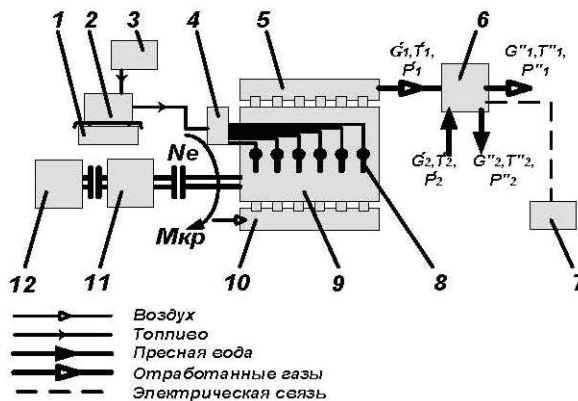 1 2 3 4 5 6
G'1,T'1,
P'1
G"1,T"1,
P"1
Ne
G'2,T'2,
P'2
G"2,T"2,
P"2
Мкр
12 11 10 9 8 7
Воздух
Топливо
Пресная вода
Отработанные газы
Электрическая связь